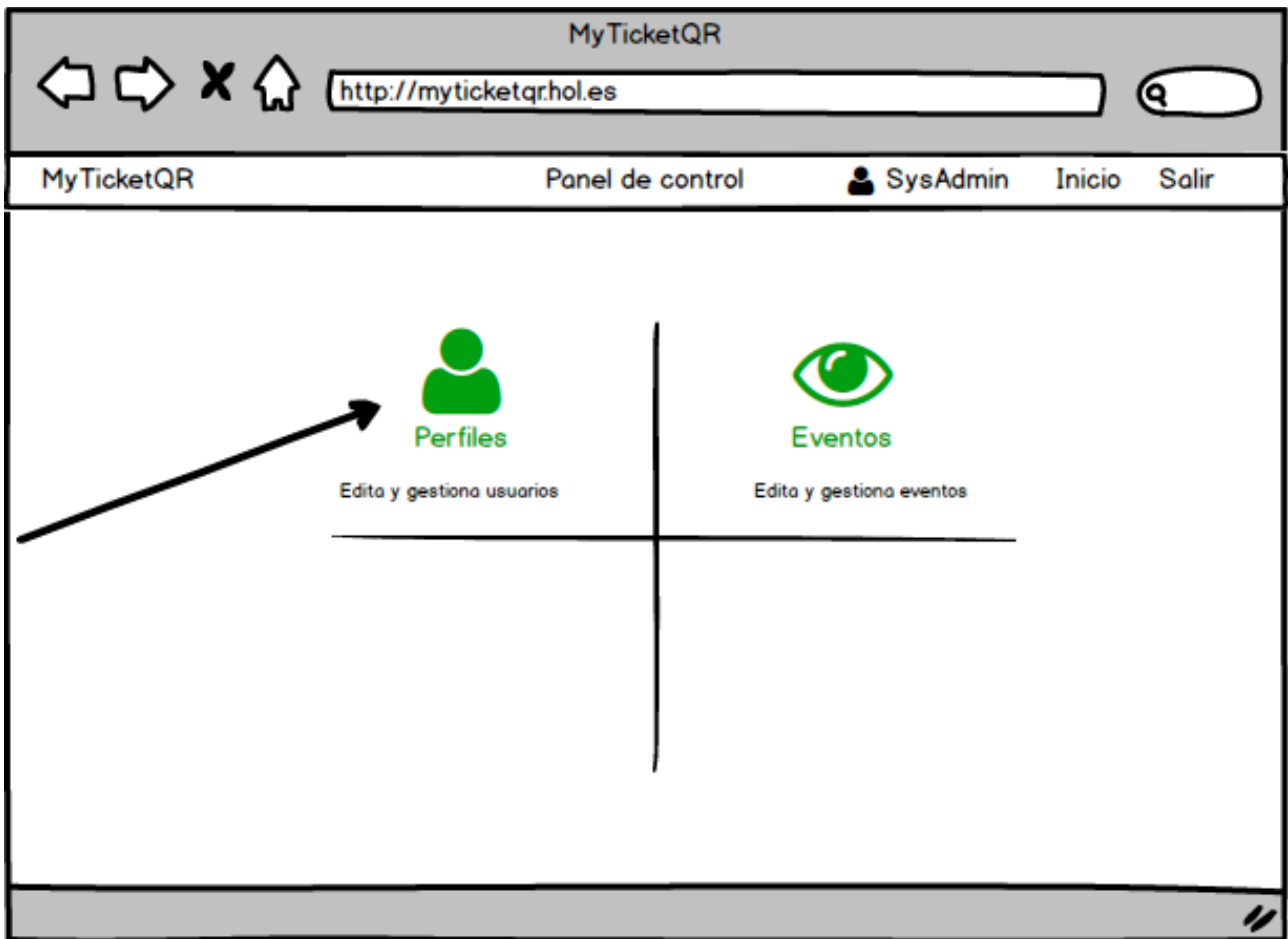 MyTicketQR
http://myticketqr.hol.es
MyTicketQR Panel de control SysAdmin Inicio Salir
Perfiles Eventos
Edita y gestiona usuarios Edita y gestiona eventos